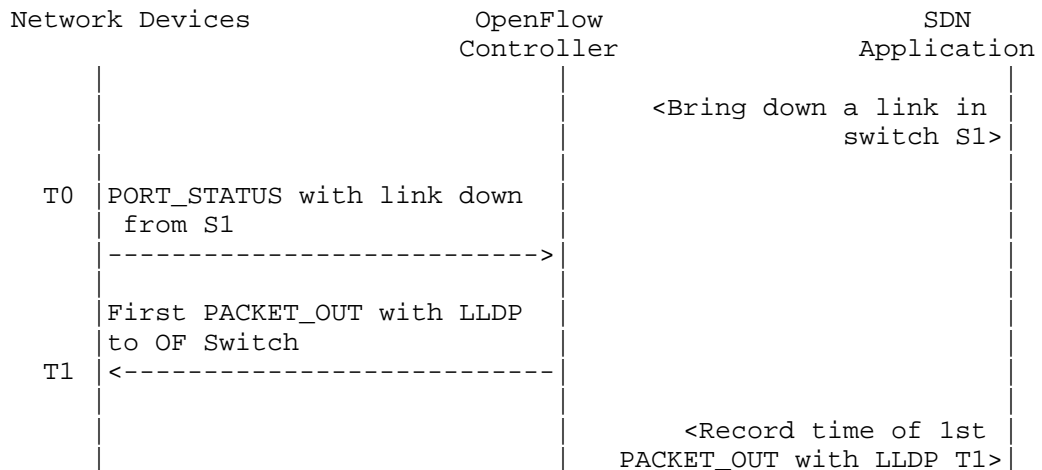 Network Devices OpenFlow SDN
Controller Application
<Bring down a link in
switch S1>
T0 PORT_STATUS with link down
from S1
---------------------------->
First PACKET_OUT with LLDP
to OF Switch
T1 <----------------------------
<Record time of 1st
PACKET_OUT with LLDP T1>